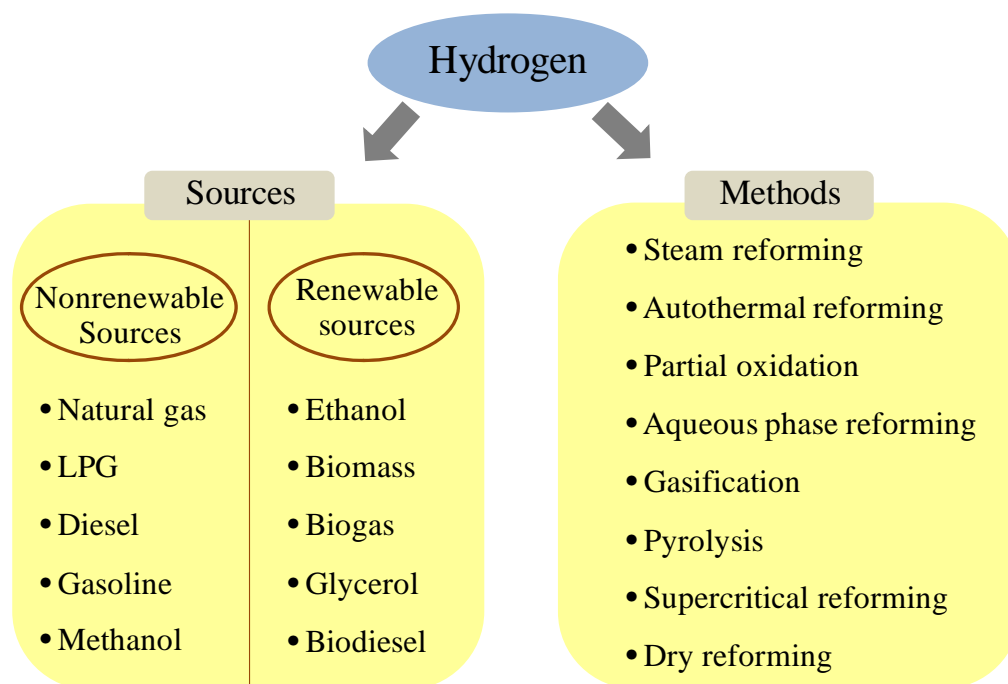 Hydrogen
Sources
Nonrenewable
Sources
• Natural gas
• LPG
• Diesel
• Gasoline
• Methanol
Renewable
sources
• Ethanol
• Biomass
• Biogas
• Glycerol
• Biodiesel
Methods
• Steam reforming
• Autothermal reforming
• Partial oxidation
• Aqueous phase reforming
• Gasification
• Pyrolysis
• Supercritical reforming
• Dry reforming